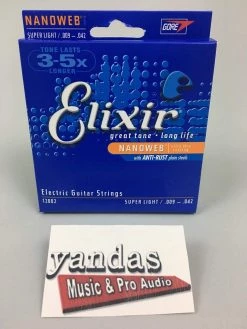 NANOWEB
GORE
SUPER LIGHT / .009 - .042
TONE LASTS
3-5x
LONGER
Elixir
great tone • long life
NANOWEB
with ANTI-RUST plain steels
Electric Guitar Strings
12002 SUPER LIGHT / .009 - .042
yandas
Music & Pro Audio